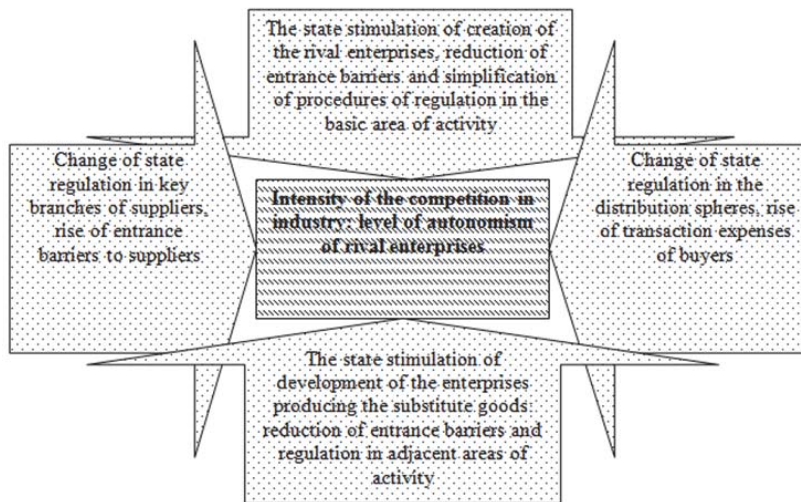 The state stimulation of creation of
the rival enterprises, reduction of
entrance barriers and simplification
of procedures of regulation in the
basic area of activity
Change of state
regulation in key
branches of suppliers,
rise of entrance
barriers to suppliers
Intensity of the competition in
industry: level of autonomism
of rival enterprises
Change of state
regulation in the
distribution spheres, rise
of transaction expenses
of buyers
The state stimulation of
development of the enterprises
producing the substitute goods:
reduction of entrance barriers and
regulation in adjacent areas of
activity